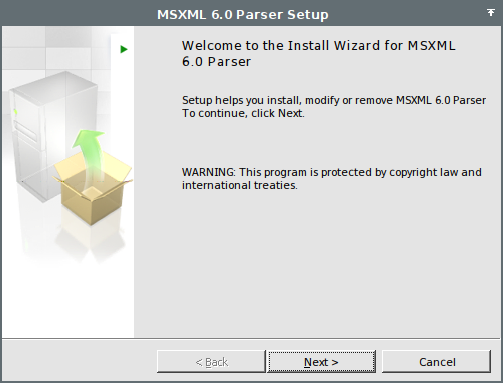 MSXML 6.0 Parser Setup
Welcome to the Install Wizard for MSXML
6.0 Parser
Setup helps you install, modify or remove MSXML 6.0 Parser
To continue, click Next.
WARNING: This program is protected by copyright law and
international treaties.
< Back
Next >
Cancel